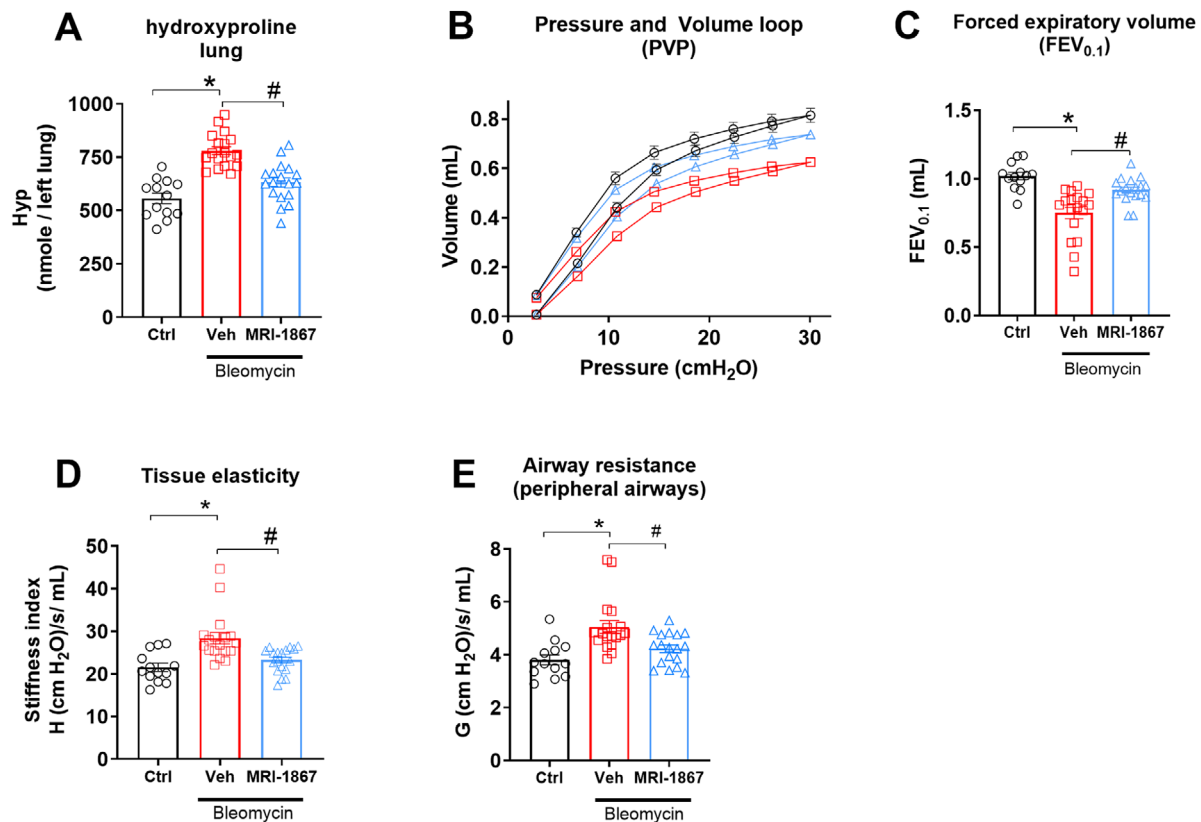 A
hydroxyproline
lung
*
#
Hyp
(nmole / left lung)
1000
750
500
250
0
Ctrl
Veh
MRI-1867
Bleomycin
B
Pressure and Volume loop
(PVP)
Volume (mL)
0.8
0.6
0.4
0.2
0.0
0
10
20
30
Pressure (cmH₂O)
C
Forced expiratory volume
(FEV₀.₁)
*
#
FEV₀.₁ (mL)
1.5
1.0
0.5
0.0
Ctrl
Veh
MRI-1867
Bleomycin
D
Tissue elasticity
*
#
Stiffness index
H (cm H₂O)/s/ mL)
50
40
30
20
10
0
Ctrl
Veh
MRI-1867
Bleomycin
E
Airway resistance
(peripheral airways)
*
#
G (cm H₂O)/s/ mL)
8
6
4
2
0
Ctrl
Veh
MRI-1867
Bleomycin